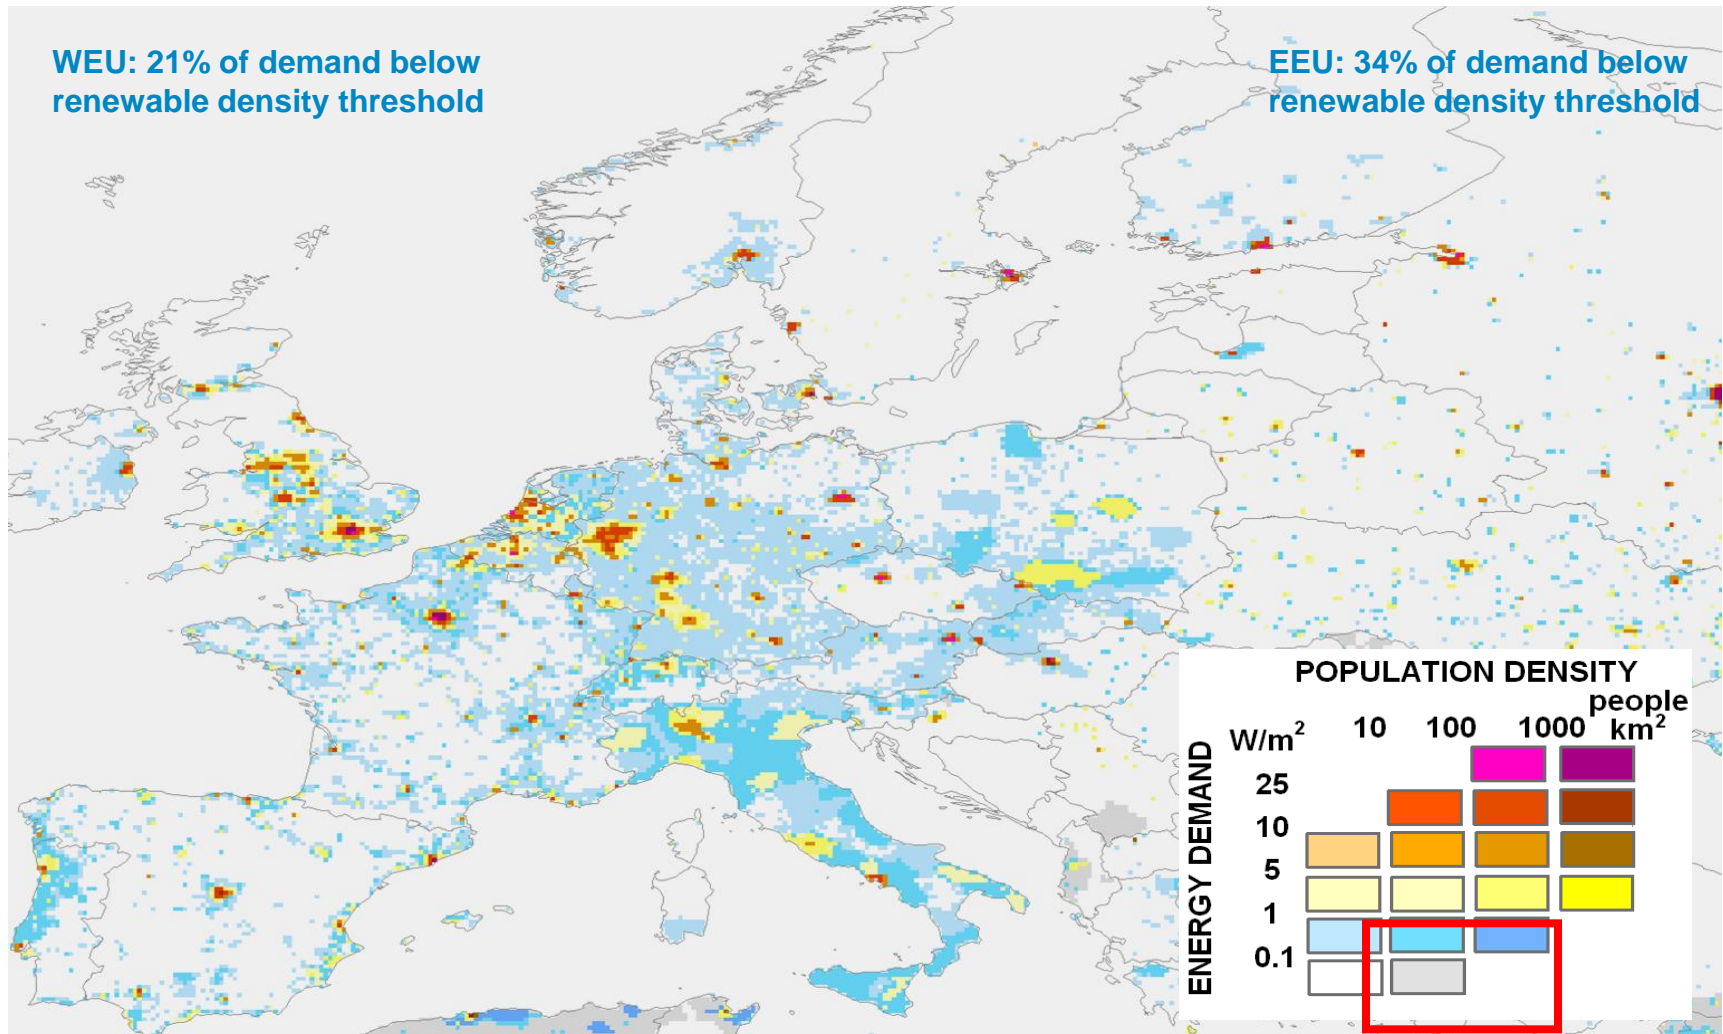 WEU: 21% of demand below
renewable density threshold
EEU: 34% of demand below
renewable density threshold
POPULATION DENSITY
people
W/m² 10 100 1000 km²
25
10
5
1
0.1
ENERGY DEMAND